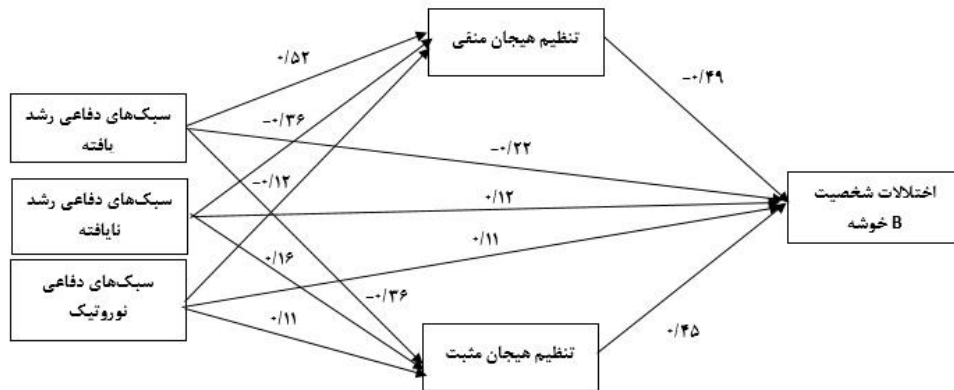 تنظیم هیجان منفی
۰/۵۲
−۰/۴۹
سبک‌های دفاعی رشد
یافته
−۰/۳۶
−۰/۲۲
−۰/۱۲
سبک‌های دفاعی رشد
نایافته
۰/۱۲
اختلالات شخصیت
خوشه B
۰/۱۶
۰/۱۱
سبک‌های دفاعی
نوروتیک
−۰/۳۶
۰/۱۱
تنظیم هیجان مثبت
۰/۴۵